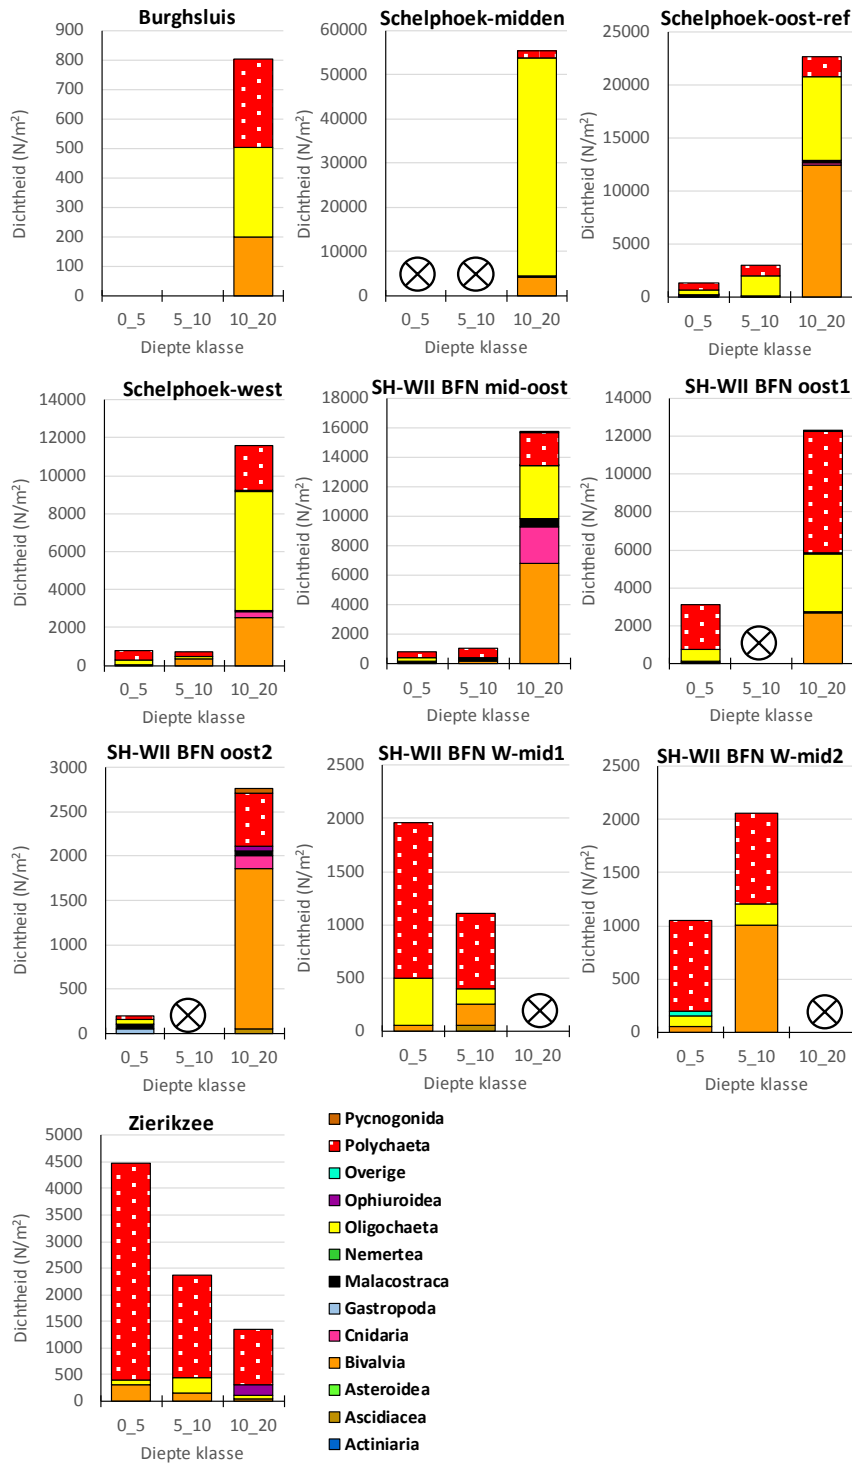 Burghsluis
Dichtheid (N/m²)
900
800
700
600
500
400
300
200
100
0
0_5 5_10 10_20
Diepte klasse
Schelphoek-midden
Dichtheid (N/m²)
60000
50000
40000
30000
20000
10000
0
0_5 5_10 10_20
Diepte klasse
Schelphoek-oost-ref
Dichtheid (N/m²)
25000
20000
15000
10000
5000
0
0_5 5_10 10_20
Diepte klasse
Schelphoek-west
Dichtheid (N/m²)
14000
12000
10000
8000
6000
4000
2000
0
0_5 5_10 10_20
Diepte klasse
SH-WII BFN mid-oost
Dichtheid (N/m²)
18000
16000
14000
12000
10000
8000
6000
4000
2000
0
0_5 5_10 10_20
Diepte klasse
SH-WII BFN oost1
Dichtheid (N/m²)
14000
12000
10000
8000
6000
4000
2000
0
0_5 5_10 10_20
Diepte klasse
SH-WII BFN oost2
Dichtheid (N/m²)
3000
2500
2000
1500
1000
500
0
0_5 5_10 10_20
Diepte klasse
SH-WII BFN W-mid1
Dichtheid (N/m²)
2500
2000
1500
1000
500
0
0_5 5_10 10_20
Diepte klasse
SH-WII BFN W-mid2
Dichtheid (N/m²)
2500
2000
1500
1000
500
0
0_5 5_10 10_20
Diepte klasse
Zierikzee
Dichtheid (N/m²)
5000
4500
4000
3500
3000
2500
2000
1500
1000
500
0
0_5 5_10 10_20
Diepte klasse
Pycnogonida
Polychaeta
Overige
Ophiuroidea
Oligochaeta
Nemertea
Malacostraca
Gastropoda
Cnidaria
Bivalvia
Asteroidea
Ascidiacea
Actiniaria